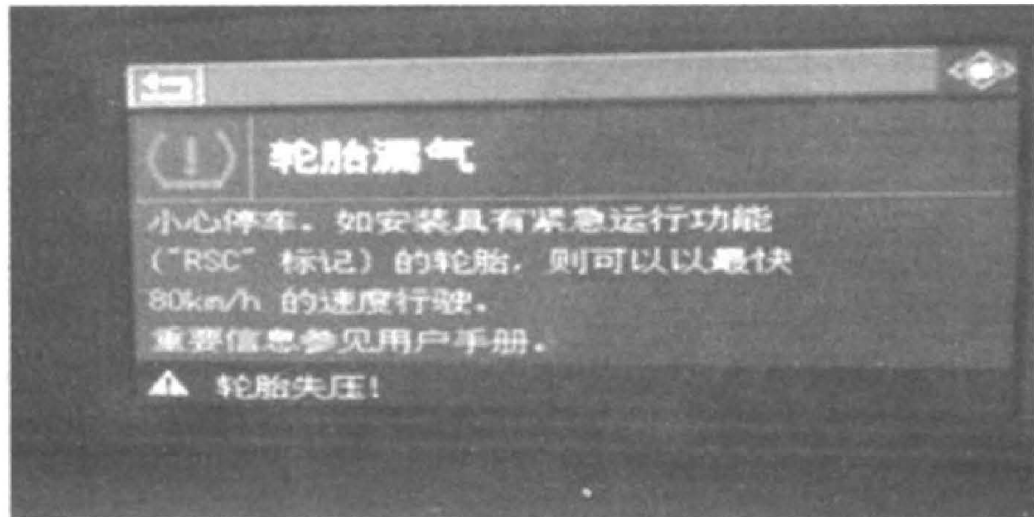 轮胎漏气
小心停车。如安装具有紧急运行功能
("RSC" 标记) 的轮胎，则可以以最快
80km/h 的速度行驶。
重要信息参见用户手册。
轮胎失压!